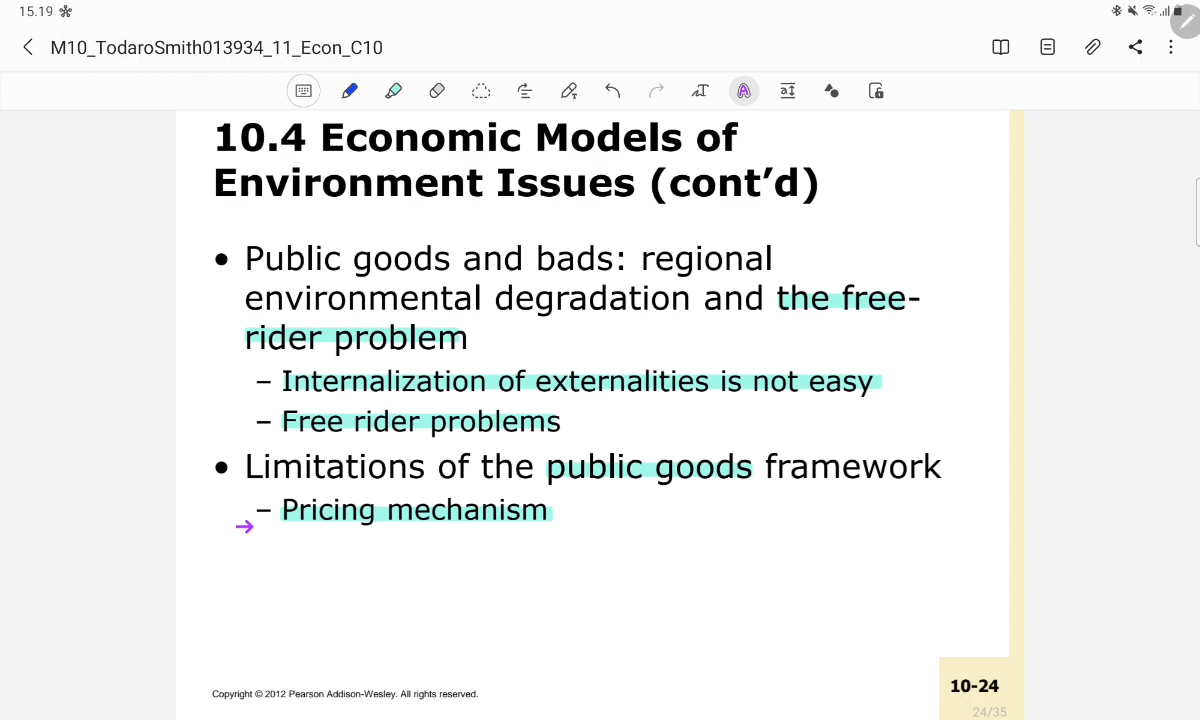 15.19
M10_TodaroSmith013934_11_Econ_C10
10.4 Economic Models of
Environment Issues (cont’d)
• Public goods and bads: regional
environmental degradation and the free-
rider problem
– Internalization of externalities is not easy
– Free rider problems
• Limitations of the public goods framework
– Pricing mechanism
→
Copyright © 2012 Pearson Addison-Wesley. All rights reserved.
10-24
24/35